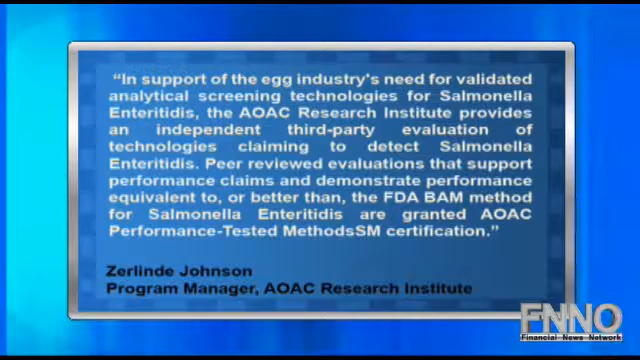 “In support of the egg industry's need for validated
analytical screening technologies for Salmonella
Enteritidis, the AOAC Research Institute provides
an independent third-party evaluation of
technologies claiming to detect Salmonella
Enteritidis. Peer reviewed evaluations that support
performance claims and demonstrate performance
equivalent to, or better than, the FDA BAM method
for Salmonella Enteritidis are granted AOAC
Performance-Tested MethodsSM certification.”
Zerlinde Johnson
Program Manager, AOAC Research Institute
FNNO
Financial News Network